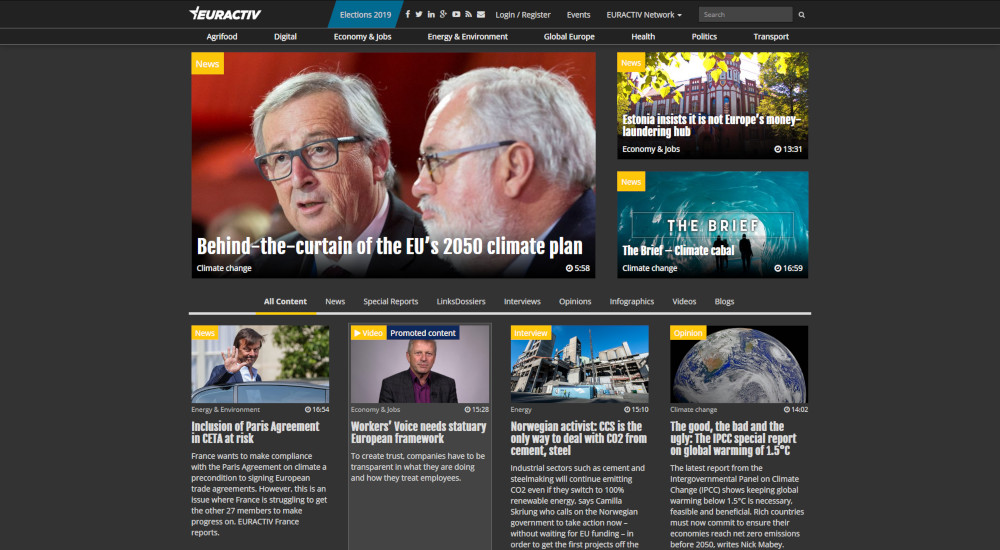 EURACTIV
Elections 2019
Login / Register
Events
EURACTIV Network
Search
Agrifood
Digital
Economy & Jobs
Energy & Environment
Global Europe
Health
Politics
Transport
News
Behind-the-curtain of the EU's 2050 climate plan
Climate change
5:58
News
Estonia insists it is not Europe's money-
laundering hub
Economy & Jobs
13:31
News
THE BRIEF
The Brief – Climate cabal
Climate change
16:59
All Content
News
Special Reports
LinksDossiers
Interviews
Opinions
Infographics
Videos
Blogs
News
Energy & Environment
16:54
Inclusion of Paris Agreement
in CETA at risk
France wants to make compliance
with the Paris Agreement on climate a
precondition to signing European
trade agreements. However, this is an
issue where France is struggling to get
the other 27 members to make
progress on. EURACTIV France
reports.
Video
Promoted content
Economy & Jobs
15:28
Workers' Voice needs statuary
European framework
To create trust, companies have to be
transparent in what they are doing
and how they treat employees.
Interview
Energy
15:10
Norwegian activist: CCS is the
only way to deal with CO2 from
cement, steel
Industrial sectors such as cement and
steelmaking will continue emitting
CO2 even if they switch to 100%
renewable energy, says Camilla
Skriung who calls on the Norwegian
government to take action now –
without waiting for EU funding – in
order to get the first projects off the
Opinion
Climate change
14:02
The good, the bad and the
ugly: The IPCC special report
on global warming of 1.5°C
The latest report from the
Intergovernmental Panel on Climate
Change (IPCC) shows keeping global
warming below 1.5°C is necessary,
feasible and beneficial. Rich countries
must now commit to ensure their
economies reach net zero emissions
before 2050, writes Nick Mabey.